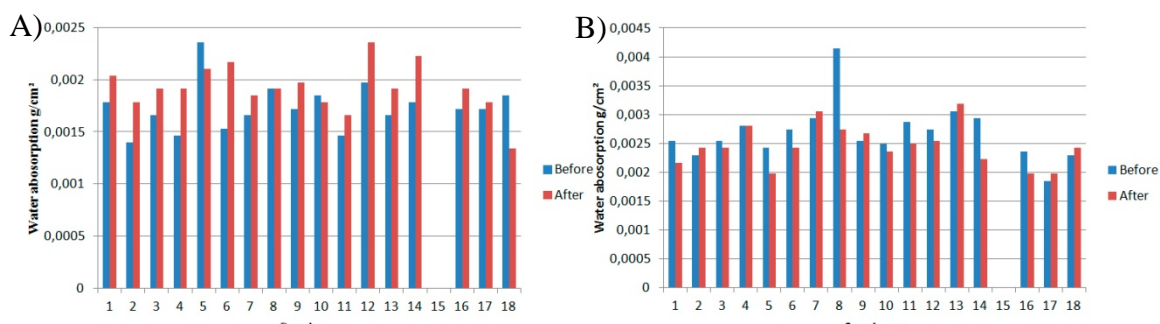 A)
Water abosorption g/cm²
0,0025
0,002
0,0015
0,001
0,0005
0
1 2 3 4 5 6 7 8 9 10 11 12 13 14 15 16 17 18
Before
After
B)
Water abosorption g/cm²
0,0045
0,004
0,0035
0,003
0,0025
0,002
0,0015
0,001
0,0005
0
1 2 3 4 5 6 7 8 9 10 11 12 13 14 15 16 17 18
Before
After